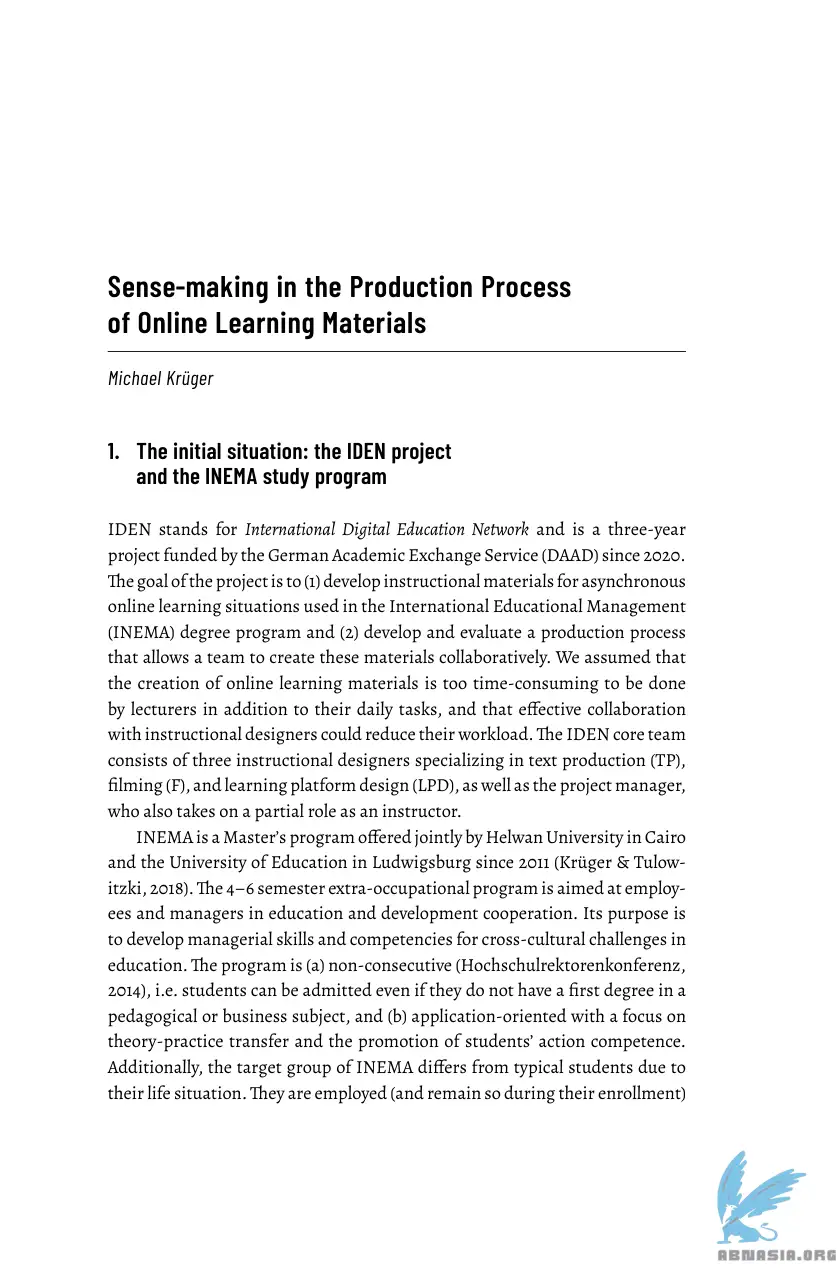 Sense-making in the Production Process
of Online Learning Materials
Michael Krüger
1. The initial situation: the IDEN project
and the INEMA study program
IDEN stands for International Digital Education Network and is a three-year
project funded by the German Academic Exchange Service (DAAD) since 2020.
The goal of the project is to (1) develop instructional materials for asynchronous
online learning situations used in the International Educational Management
(INEMA) degree program and (2) develop and evaluate a production process
that allows a team to create these materials collaboratively. We assumed that
the creation of online learning materials is too time-consuming to be done
by lecturers in addition to their daily tasks, and that effective collaboration
with instructional designers could reduce their workload. The IDEN core team
consists of three instructional designers specializing in text production (TP),
filming (F), and learning platform design (LPD), as well as the project manager,
who also takes on a partial role as an instructor.
INEMA is a Master's program offered jointly by Helwan University in Cairo
and the University of Education in Ludwigsburg since 2011 (Krüger & Tulow-
itzki, 2018). The 4–6 semester extra-occupational program is aimed at employ-
ees and managers in education and development cooperation. Its purpose is
to develop managerial skills and competencies for cross-cultural challenges in
education. The program is (a) non-consecutive (Hochschulrektorenkonferenz,
2014), i.e. students can be admitted even if they do not have a first degree in a
pedagogical or business subject, and (b) application-oriented with a focus on
theory-practice transfer and the promotion of students' action competence.
Additionally, the target group of INEMA differs from typical students due to
their life situation. They are employed (and remain so during their enrollment)
ABNASIA.ORG